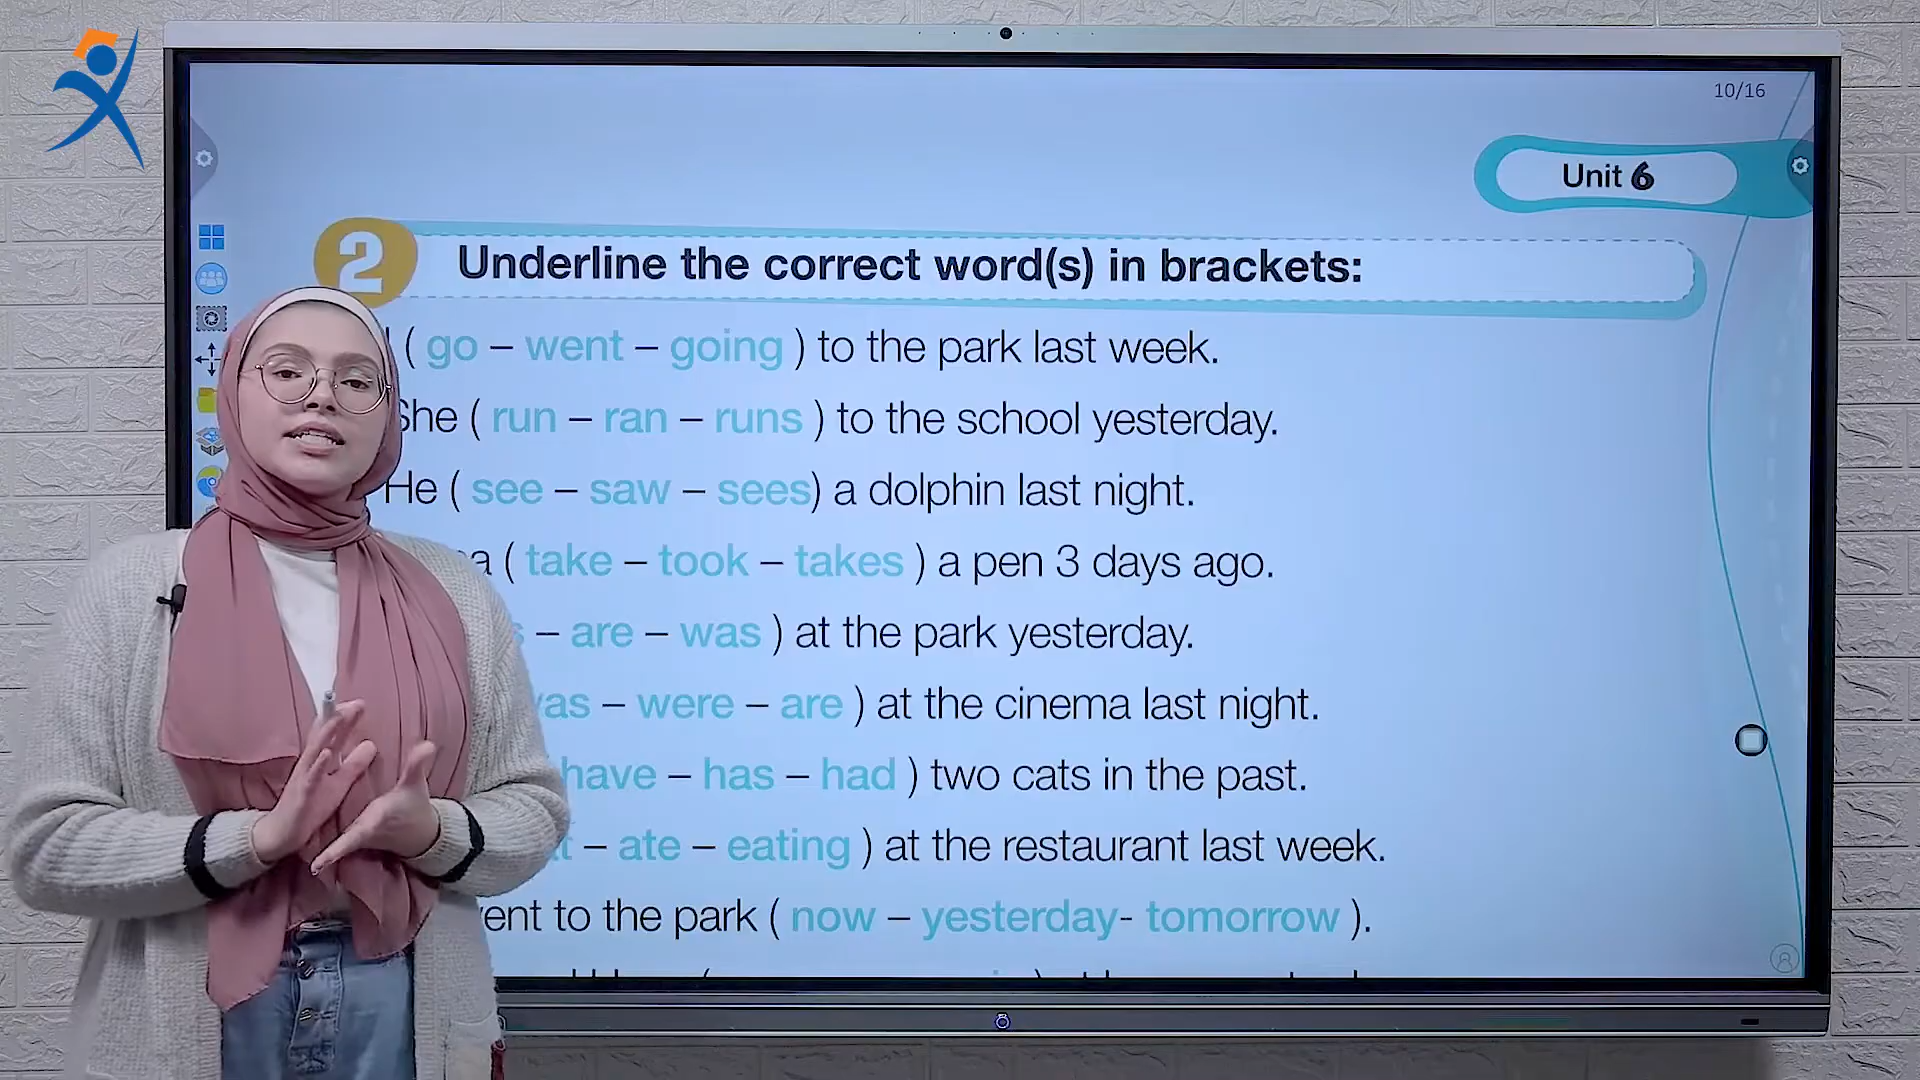 10/16
Unit 6
2 Underline the correct word(s) in brackets:
( go – went – going ) to the park last week.
She ( run – ran – runs ) to the school yesterday.
He ( see – saw – sees) a dolphin last night.
( take – took – takes ) a pen 3 days ago.
– are – was ) at the park yesterday.
– were – are ) at the cinema last night.
have – has – had ) two cats in the past.
– ate – eating ) at the restaurant last week.
to the park ( now – yesterday- tomorrow ).